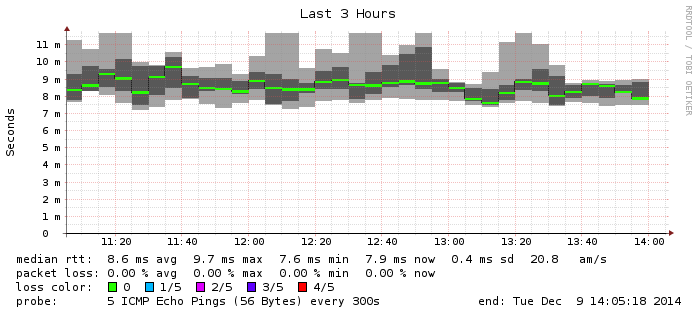 Last 3 Hours
RRDTOOL / TOBI OETIKER
Seconds
11 m
10 m
9 m
8 m
7 m
6 m
5 m
4 m
3 m
2 m
1 m
0
11:20 11:40 12:00 12:20 12:40 13:00 13:20 13:40 14:00
median rtt: 8.6 ms avg 9.7 ms max 7.6 ms min 7.9 ms now 0.4 ms sd 20.8 am/s
packet loss: 0.00 % avg 0.00 % max 0.00 % min 0.00 % now
loss color: 0 1/5 2/5 3/5 4/5
probe: 5 ICMP Echo Pings (56 Bytes) every 300s end: Tue Dec 9 14:05:18 2014